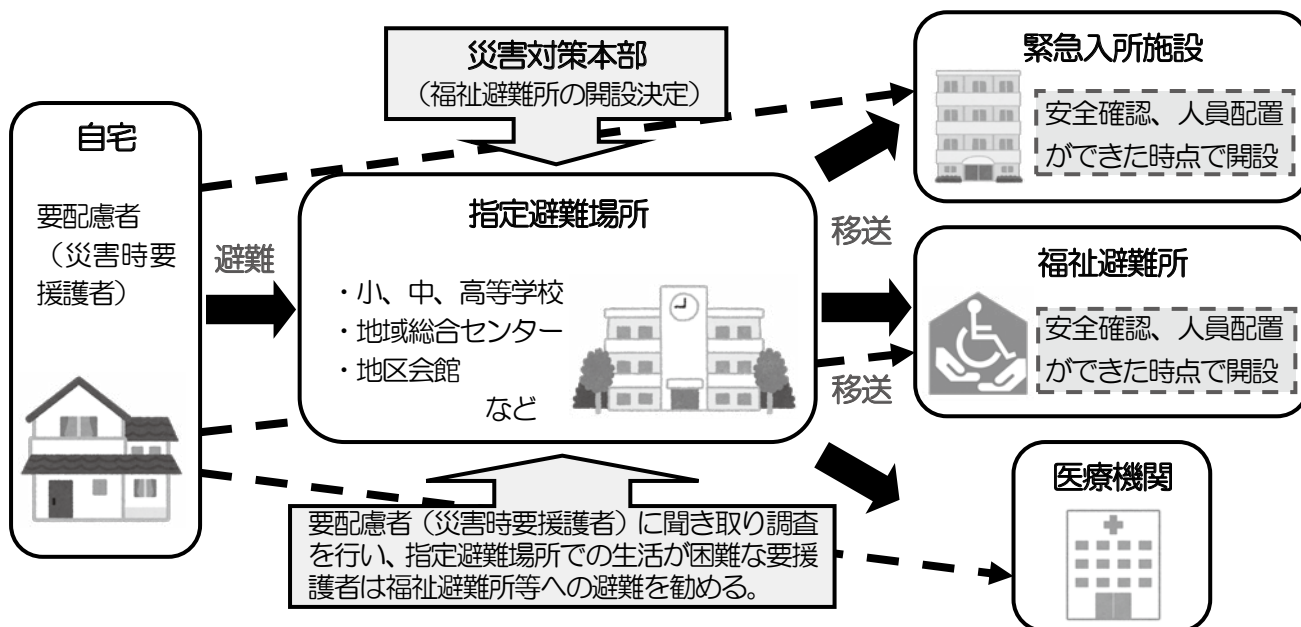 災害対策本部
（福祉避難所の開設決定）
自宅
要配慮者
（災害時要
援護者）
避難
指定避難場所
・小、中、高等学校
・地域総合センター
・地区会館
など
移送
移送
緊急入所施設
安全確認、人員配置
ができた時点で開設
福祉避難所
安全確認、人員配置
ができた時点で開設
医療機関
要配慮者（災害時要援護者）に聞き取り調査
を行い、指定避難場所での生活が困難な要援
護者は福祉避難所等への避難を勧める。